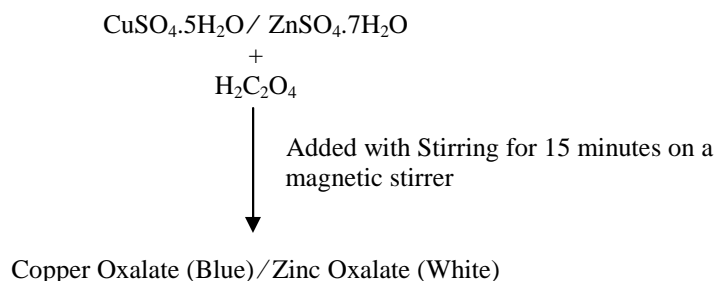 CuSO₄.5H₂O ∕ ZnSO₄.7H₂O
+
H₂C₂O₄
Added with Stirring for 15 minutes on a
magnetic stirrer
Copper Oxalate (Blue) ∕ Zinc Oxalate (White)